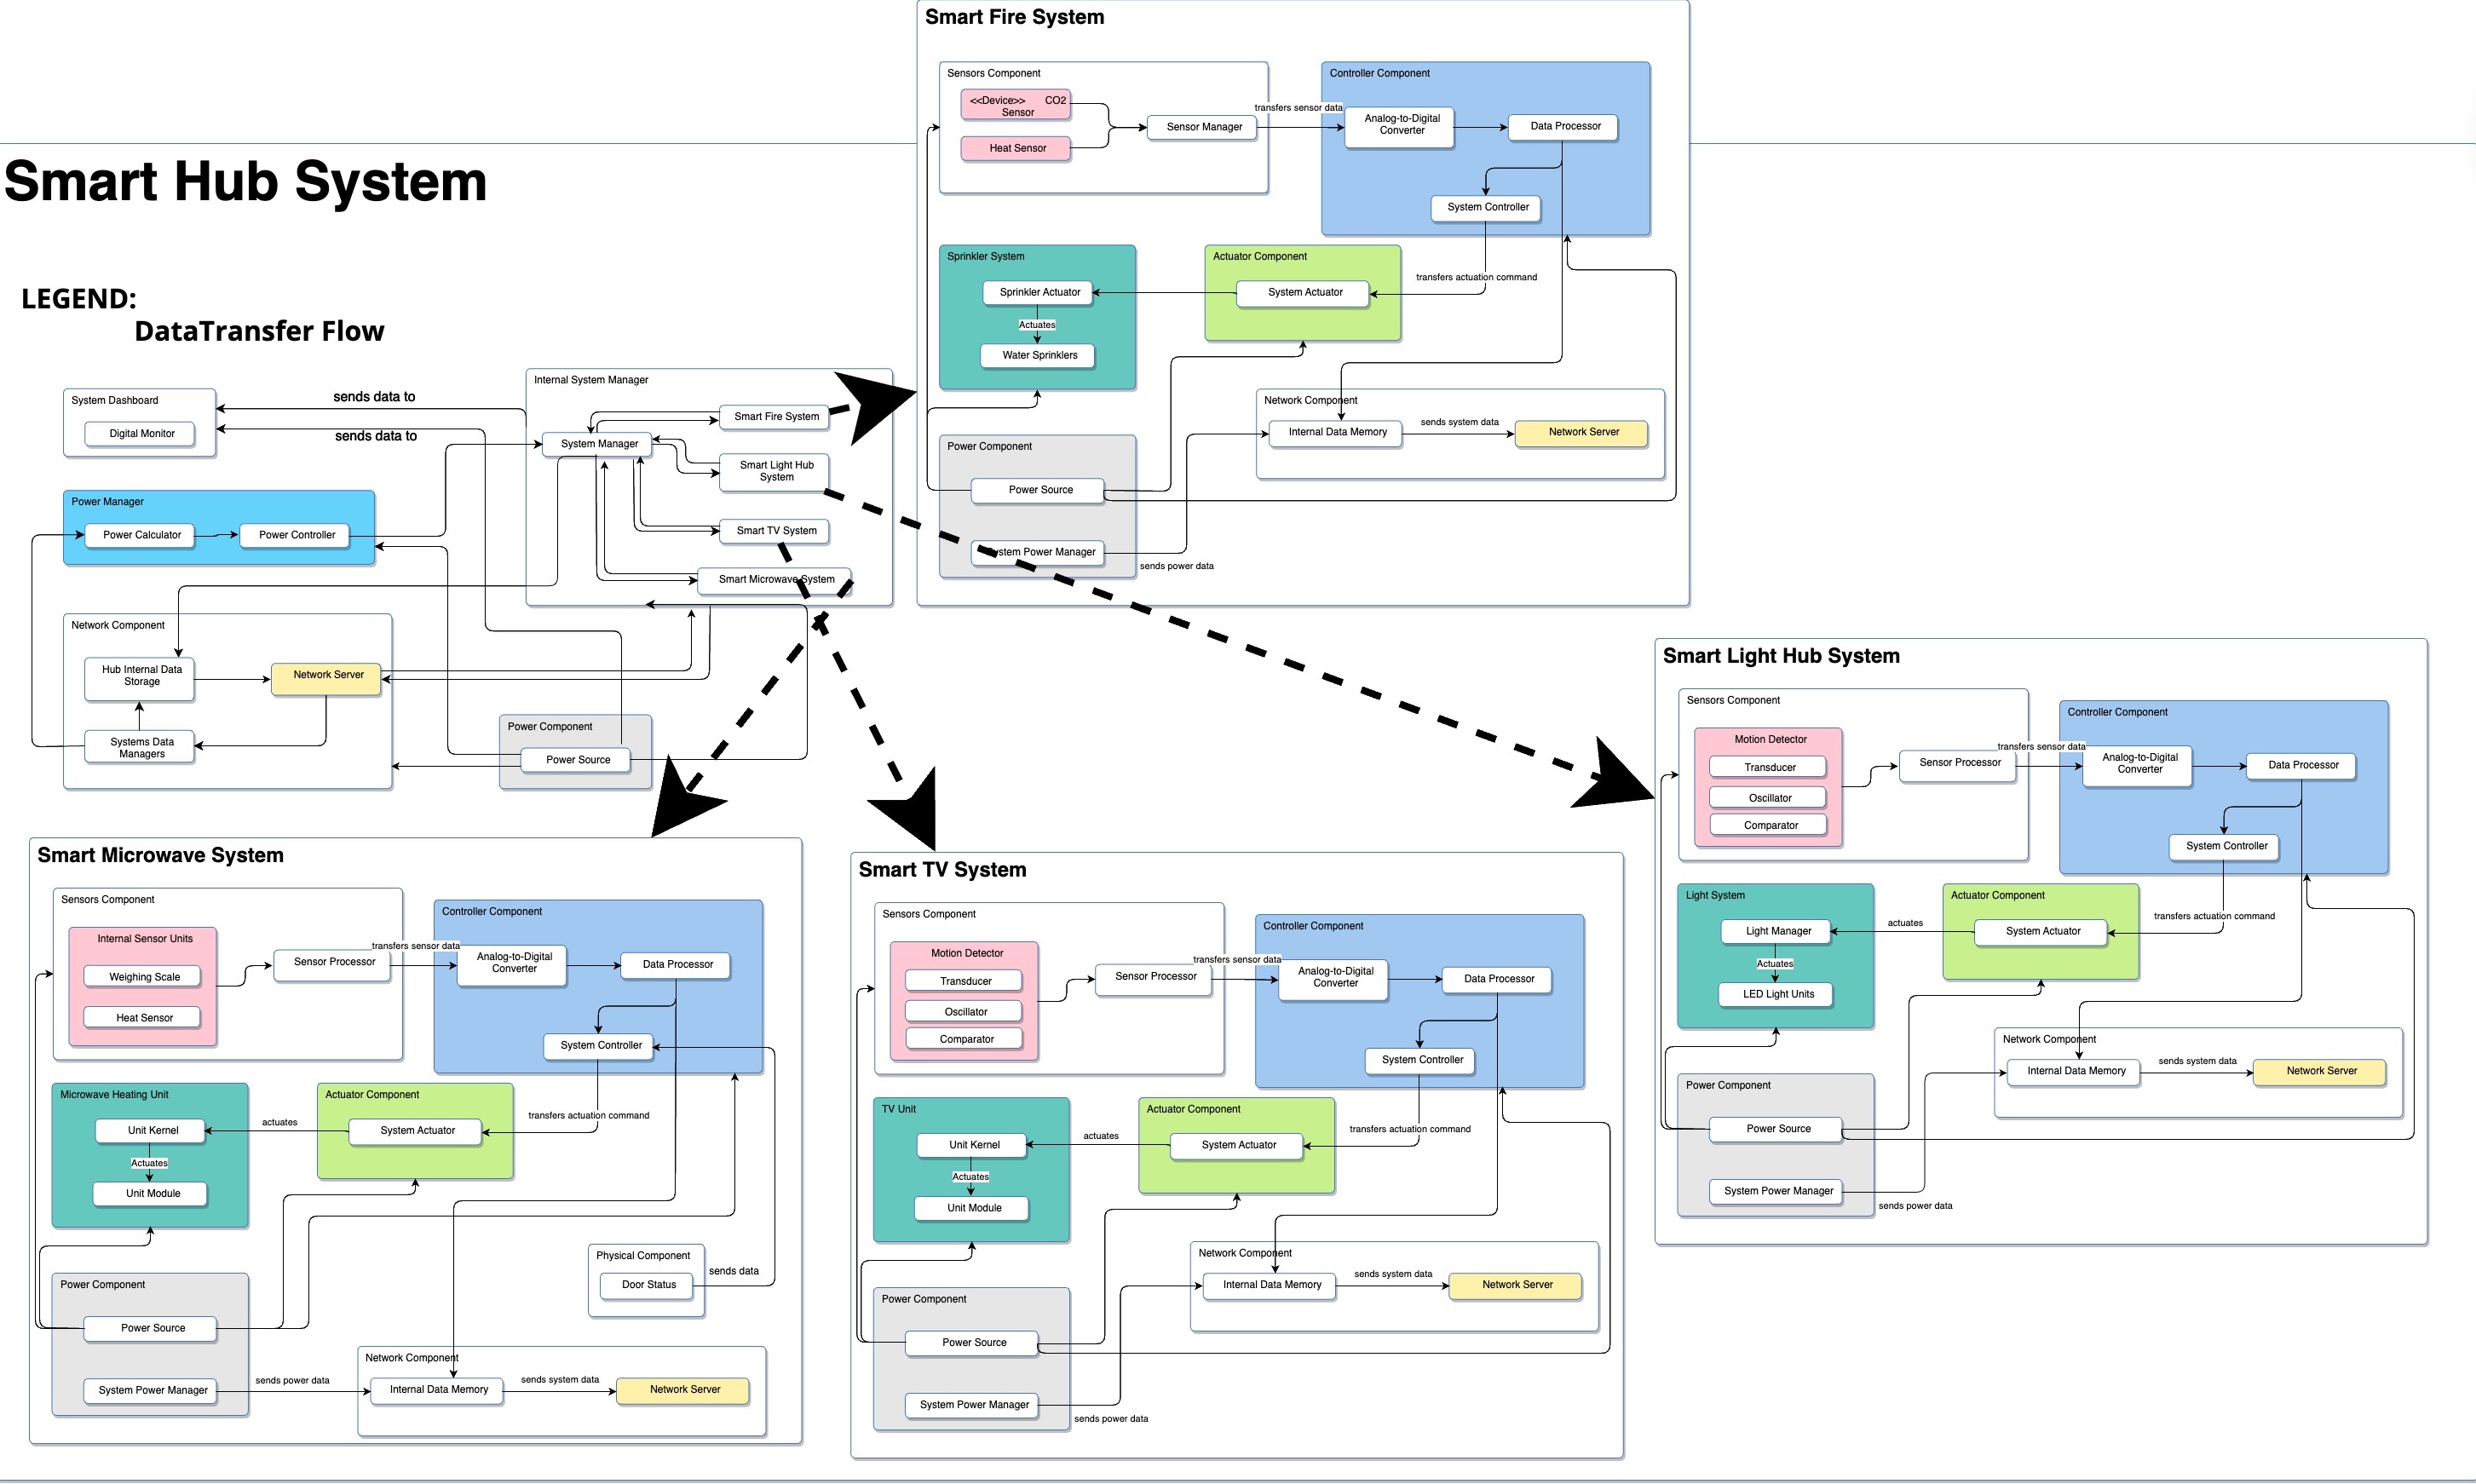 Smart Hub System
LEGEND:
DataTransfer Flow
System Dashboard
Digital Monitor
sends data to
sends data to
Internal System Manager
System Manager
Smart Fire System
Smart Light Hub
System
Smart TV System
Smart Microwave System
Power Manager
Power Calculator
Power Controller
Network Component
Hub Internal Data
Storage
Network Server
Systems Data
Managers
Power Component
Power Source
Smart Fire System
Sensors Component
<<Device>> CO2
Sensor
Heat Sensor
Sensor Manager
transfers sensor data
Controller Component
Analog-to-Digital
Converter
Data Processor
System Controller
Sprinkler System
Sprinkler Actuator
Actuates
Water Sprinklers
Actuator Component
System Actuator
transfers actuation command
Network Component
Internal Data Memory
sends system data
Network Server
Power Component
Power Source
System Power Manager
sends power data
Smart Light Hub System
Sensors Component
Motion Detector
Transducer
Oscillator
Comparator
Sensor Processor
transfers sensor data
Controller Component
Analog-to-Digital
Converter
Data Processor
System Controller
Light System
Light Manager
Actuates
LED Light Units
actuates
Actuator Component
System Actuator
transfers actuation command
Network Component
Internal Data Memory
sends system data
Network Server
Power Component
Power Source
System Power Manager
sends power data
Smart Microwave System
Sensors Component
Internal Sensor Units
Weighing Scale
Heat Sensor
Sensor Processor
transfers sensor data
Controller Component
Analog-to-Digital
Converter
Data Processor
System Controller
Microwave Heating Unit
Unit Kernel
Actuates
Unit Module
actuates
Actuator Component
System Actuator
transfers actuation command
Physical Component
Door Status
sends data
Power Component
Power Source
System Power Manager
sends power data
Network Component
Internal Data Memory
sends system data
Network Server
Smart TV System
Sensors Component
Motion Detector
Transducer
Oscillator
Comparator
Sensor Processor
transfers sensor data
Controller Component
Analog-to-Digital
Converter
Data Processor
System Controller
TV Unit
Unit Kernel
Actuates
Unit Module
actuates
Actuator Component
System Actuator
transfers actuation command
Network Component
Internal Data Memory
sends system data
Network Server
Power Component
Power Source
System Power Manager
sends power data